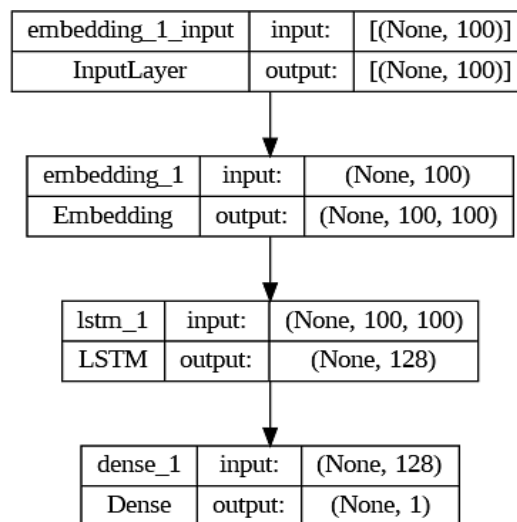 embedding_1_input input: [(None, 100)]
InputLayer output: [(None, 100)]
embedding_1 input: (None, 100)
Embedding output: (None, 100, 100)
lstm_1 input: (None, 100, 100)
LSTM output: (None, 128)
dense_1 input: (None, 128)
Dense output: (None, 1)